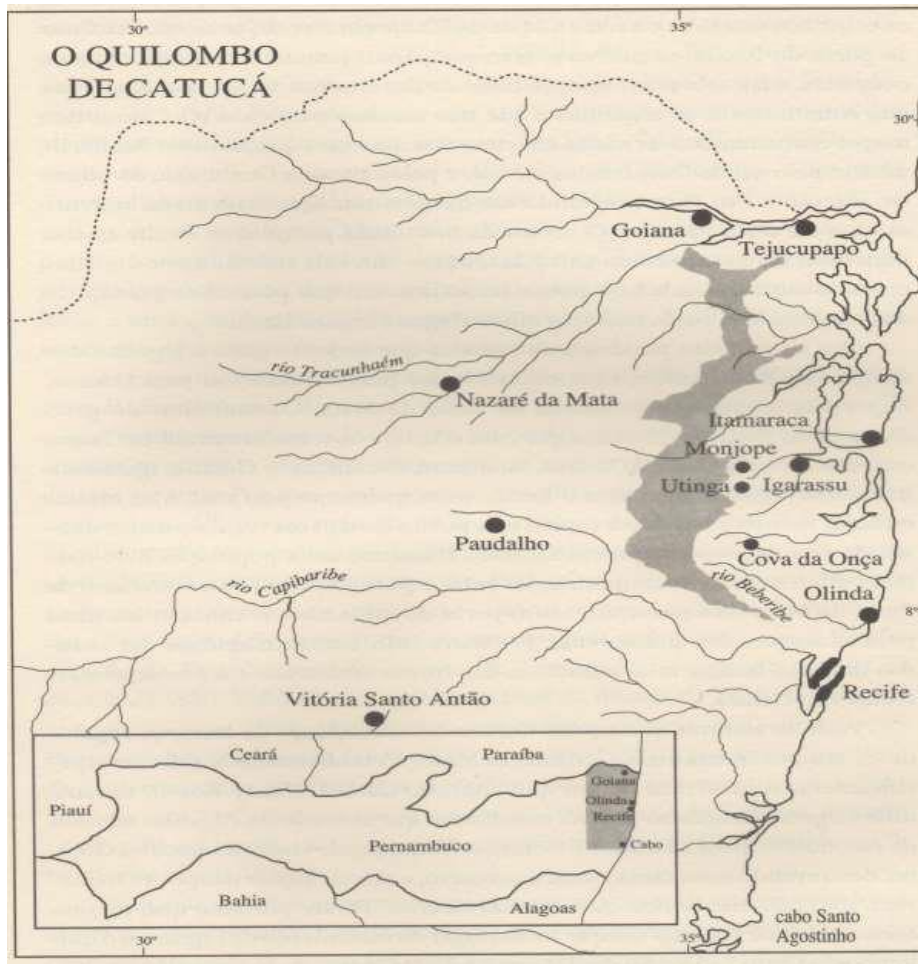 30°
35°
O QUILOMBO
DE CATUCÁ
30°
Goiana
Tejucupapo
rio Tracunhaém
Nazaré da Mata
Itamaraca
Monjope
Utinga
Igarassu
Paudalho
Cova da Onça
rio Capibaribe
rio Beberibe
Olinda
8°
Recife
Vitória Santo Antão
Ceará
Paraíba
Piauí
Goiana
Olinda
Recife
Pernambuco
Cabo
Bahia
Alagoas
cabo Santo
Agostinho
30°
35°